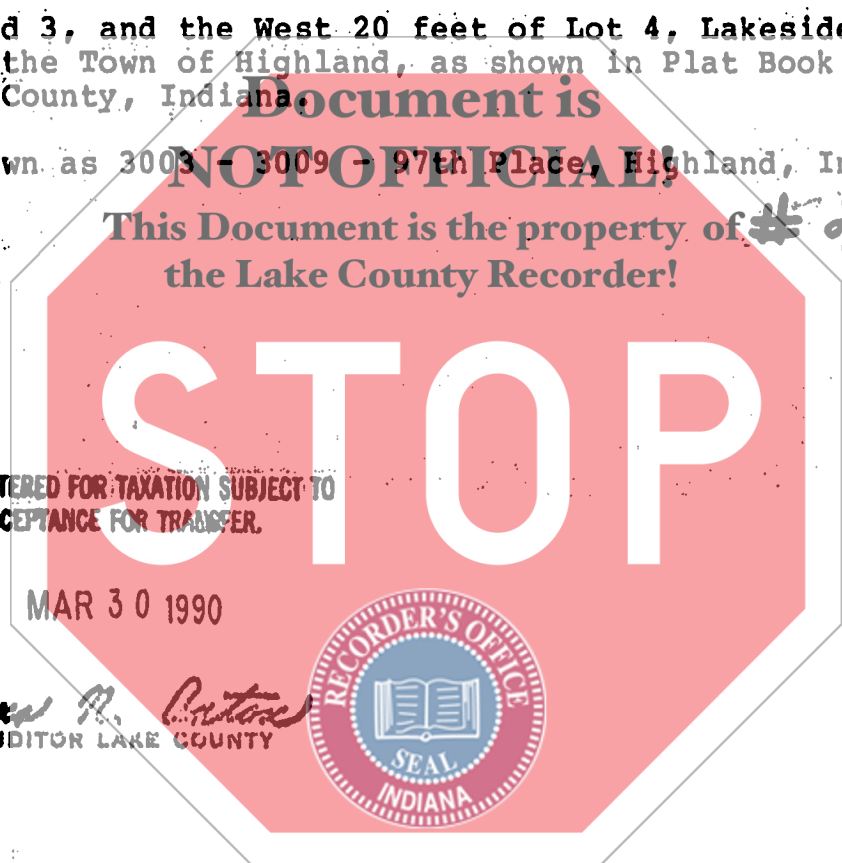 d 3, and the West 20 feet of Lot 4, Lakeside
the Town of Highland, as shown in Plat Book
County, Indiana.
Document is
wn as 3003 - 3009 - 97th Place, Highland, In
NOT OFFICIAL!
This Document is the property of
#
the Lake County Recorder!
STOP
TERED FOR TAXATION SUBJECT TO
CEPTANCE FOR TRANSFER.
MAR 30 1990
RECORDER'S OFFICE
N.
DITOR LAKE COUNTY
SEAL
INDIANA